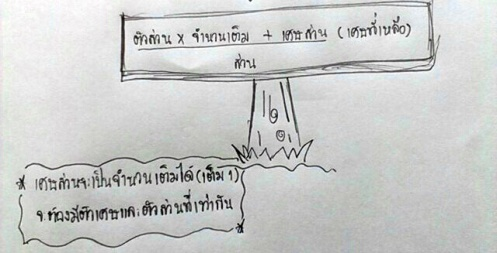 ตัวส่วน x จำนวนเต็ม + เศษส่วน (เศษที่เหลือ)
ส่วน
* เศษส่วนจะเป็นจำนวนเต็มได้ (เต็ม 1)
จะต้องมีตัวเศษและตัวส่วนที่เท่ากัน *